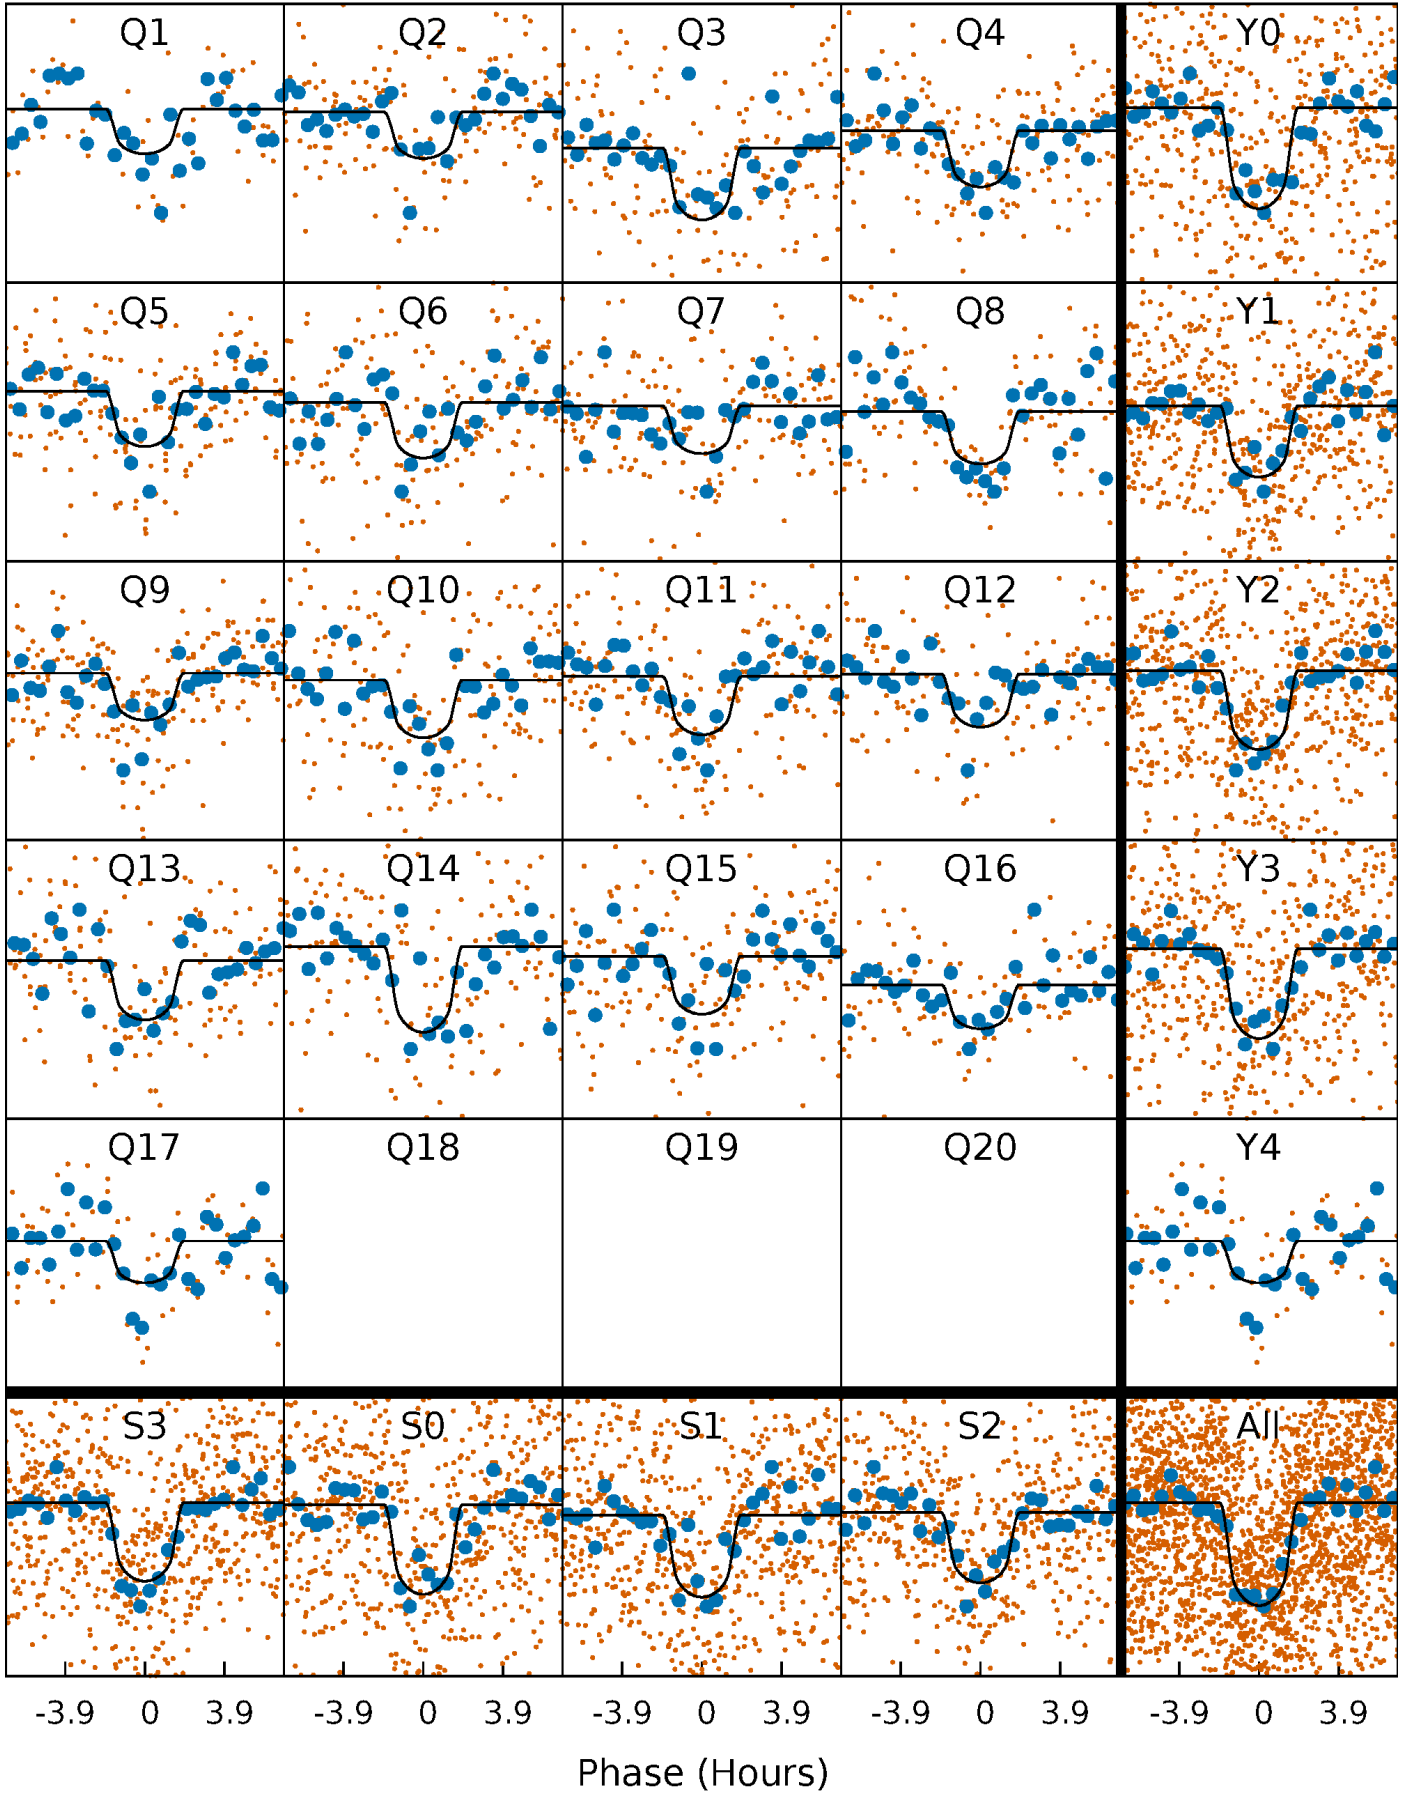 Q1 Q2 Q3 Q4 Y0
Q5 Q6 Q7 Q8 Y1
Q9 Q10 Q11 Q12 Y2
Q13 Q14 Q15 Q16 Y3
Q17 Q18 Q19 Q20 Y4
S3 S0 S1 S2 All
-3.9 0 3.9 -3.9 0 3.9 -3.9 0 3.9 -3.9 0 3.9 -3.9 0 3.9
Phase (Hours)